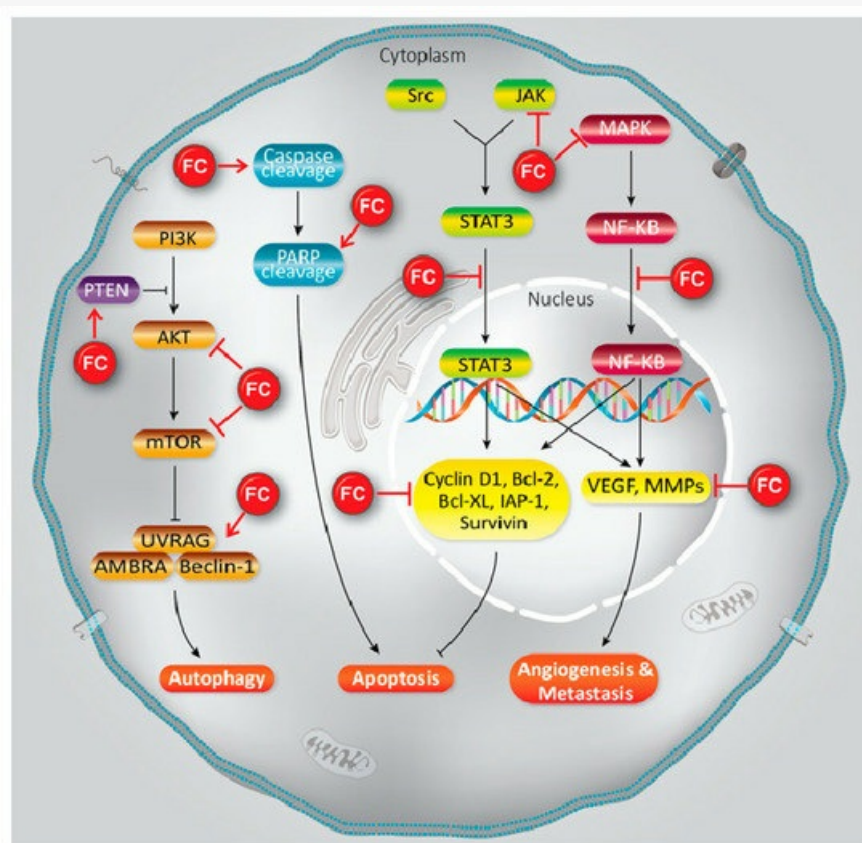 Cytoplasm
Src
JAK
MAPK
FC
Caspase
cleavage
FC
FC
STAT3
NF-KB
PI3K
PARP
cleavage
FC
FC
PTEN
Nucleus
AKT
FC
STAT3
NF-KB
FC
mTOR
Cyclin D1, Bcl-2,
Bcl-XL, IAP-1,
Survivin
VEGF, MMPs
FC
FC
FC
UVRAG
AMBRA
Beclin-1
Autophagy
Apoptosis
Angiogenesis &
Metastasis